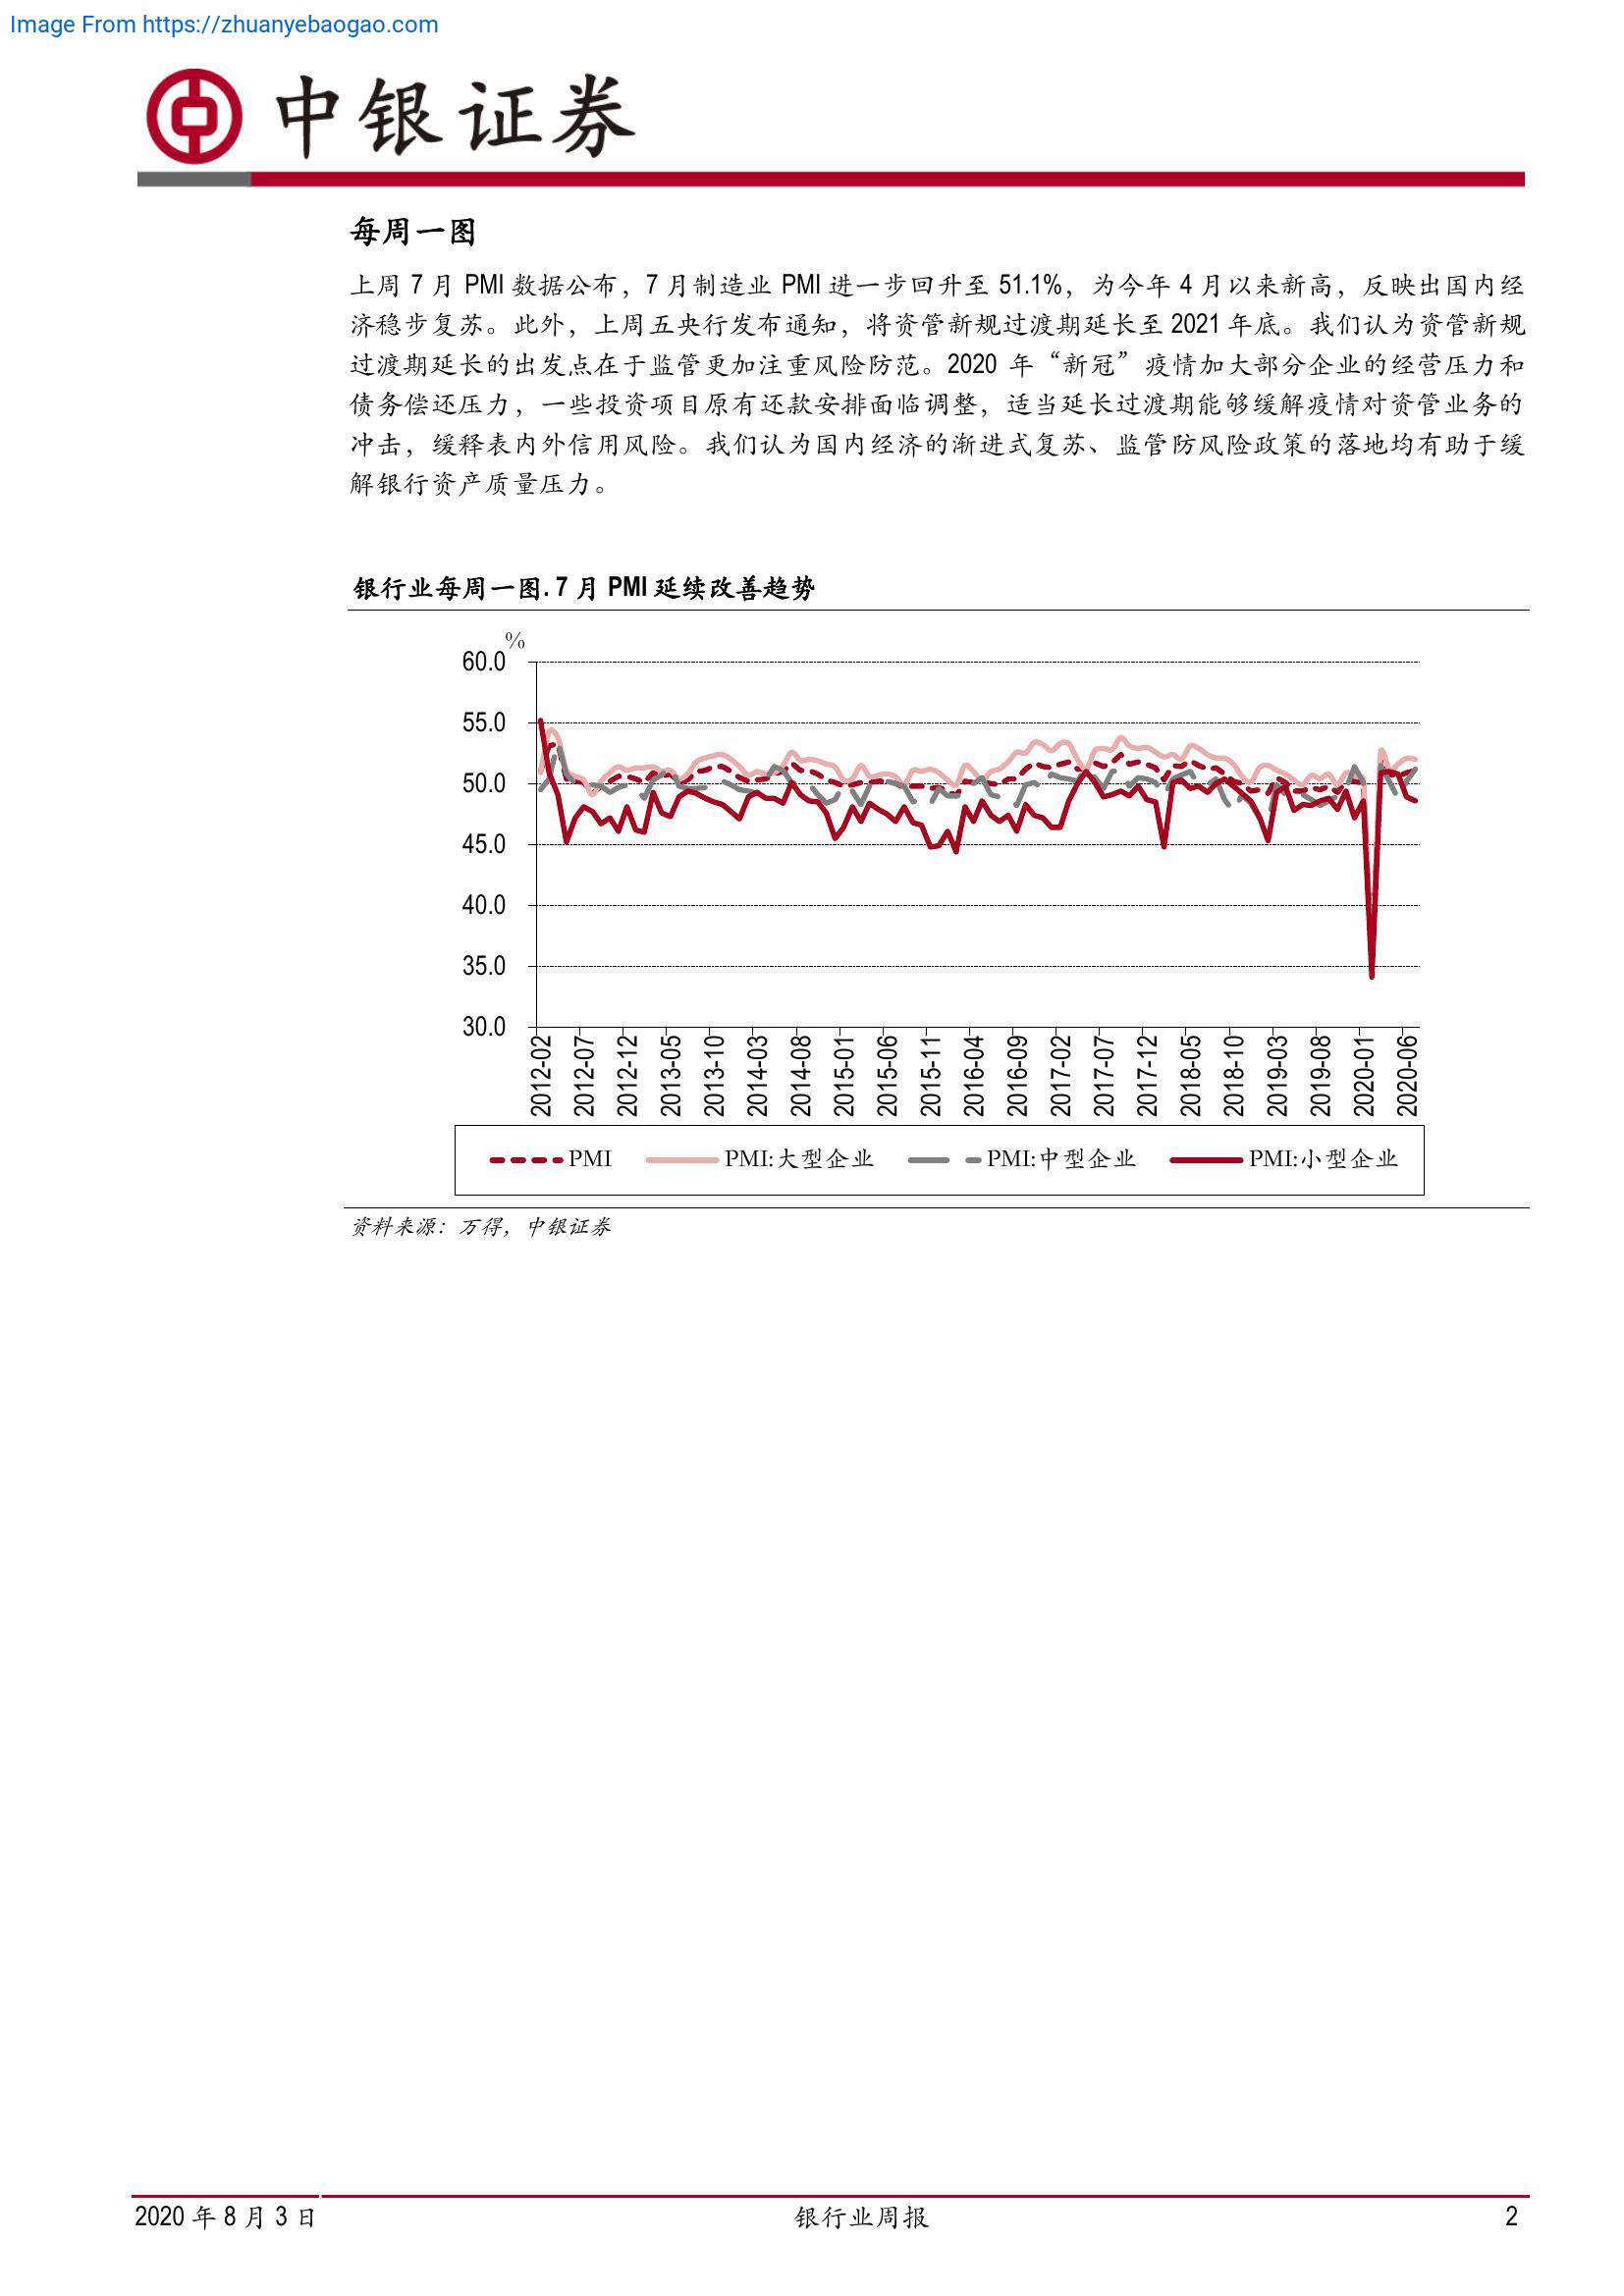 Image From https://zhuanyebaogao.com
中银证券
每周一图
上周 7 月 PMI 数据公布，7 月制造业 PMI 进一步回升至 51.1%，为今年 4 月以来新高，反映出国内经
济稳步复苏。此外，上周五央行发布通知，将资管新规过渡期延长至 2021 年底。我们认为资管新规
过渡期延长的出发点在于监管更加注重风险防范。2020 年“新冠”疫情加大部分企业的经营压力和
债务偿还压力，一些投资项目原有还款安排面临调整，适当延长过渡期能够缓解疫情对资管业务的
冲击，缓释表内外信用风险。我们认为国内经济的渐进式复苏、监管防风险政策的落地均有助于缓
解银行资产质量压力。
银行业每周一图. 7 月 PMI 延续改善趋势
%
60.0
55.0
50.0
45.0
40.0
35.0
30.0
2012-02 2012-07 2012-12 2013-05 2013-10 2014-03 2014-08 2015-01 2015-06 2015-11 2016-04 2016-09 2017-02 2017-07 2017-12 2018-05 2018-10 2019-03 2019-08 2020-01 2020-06
PMI PMI:大型企业 PMI:中型企业 PMI:小型企业
资料来源：万得，中银证券
2020 年 8 月 3 日 银行业周报 2